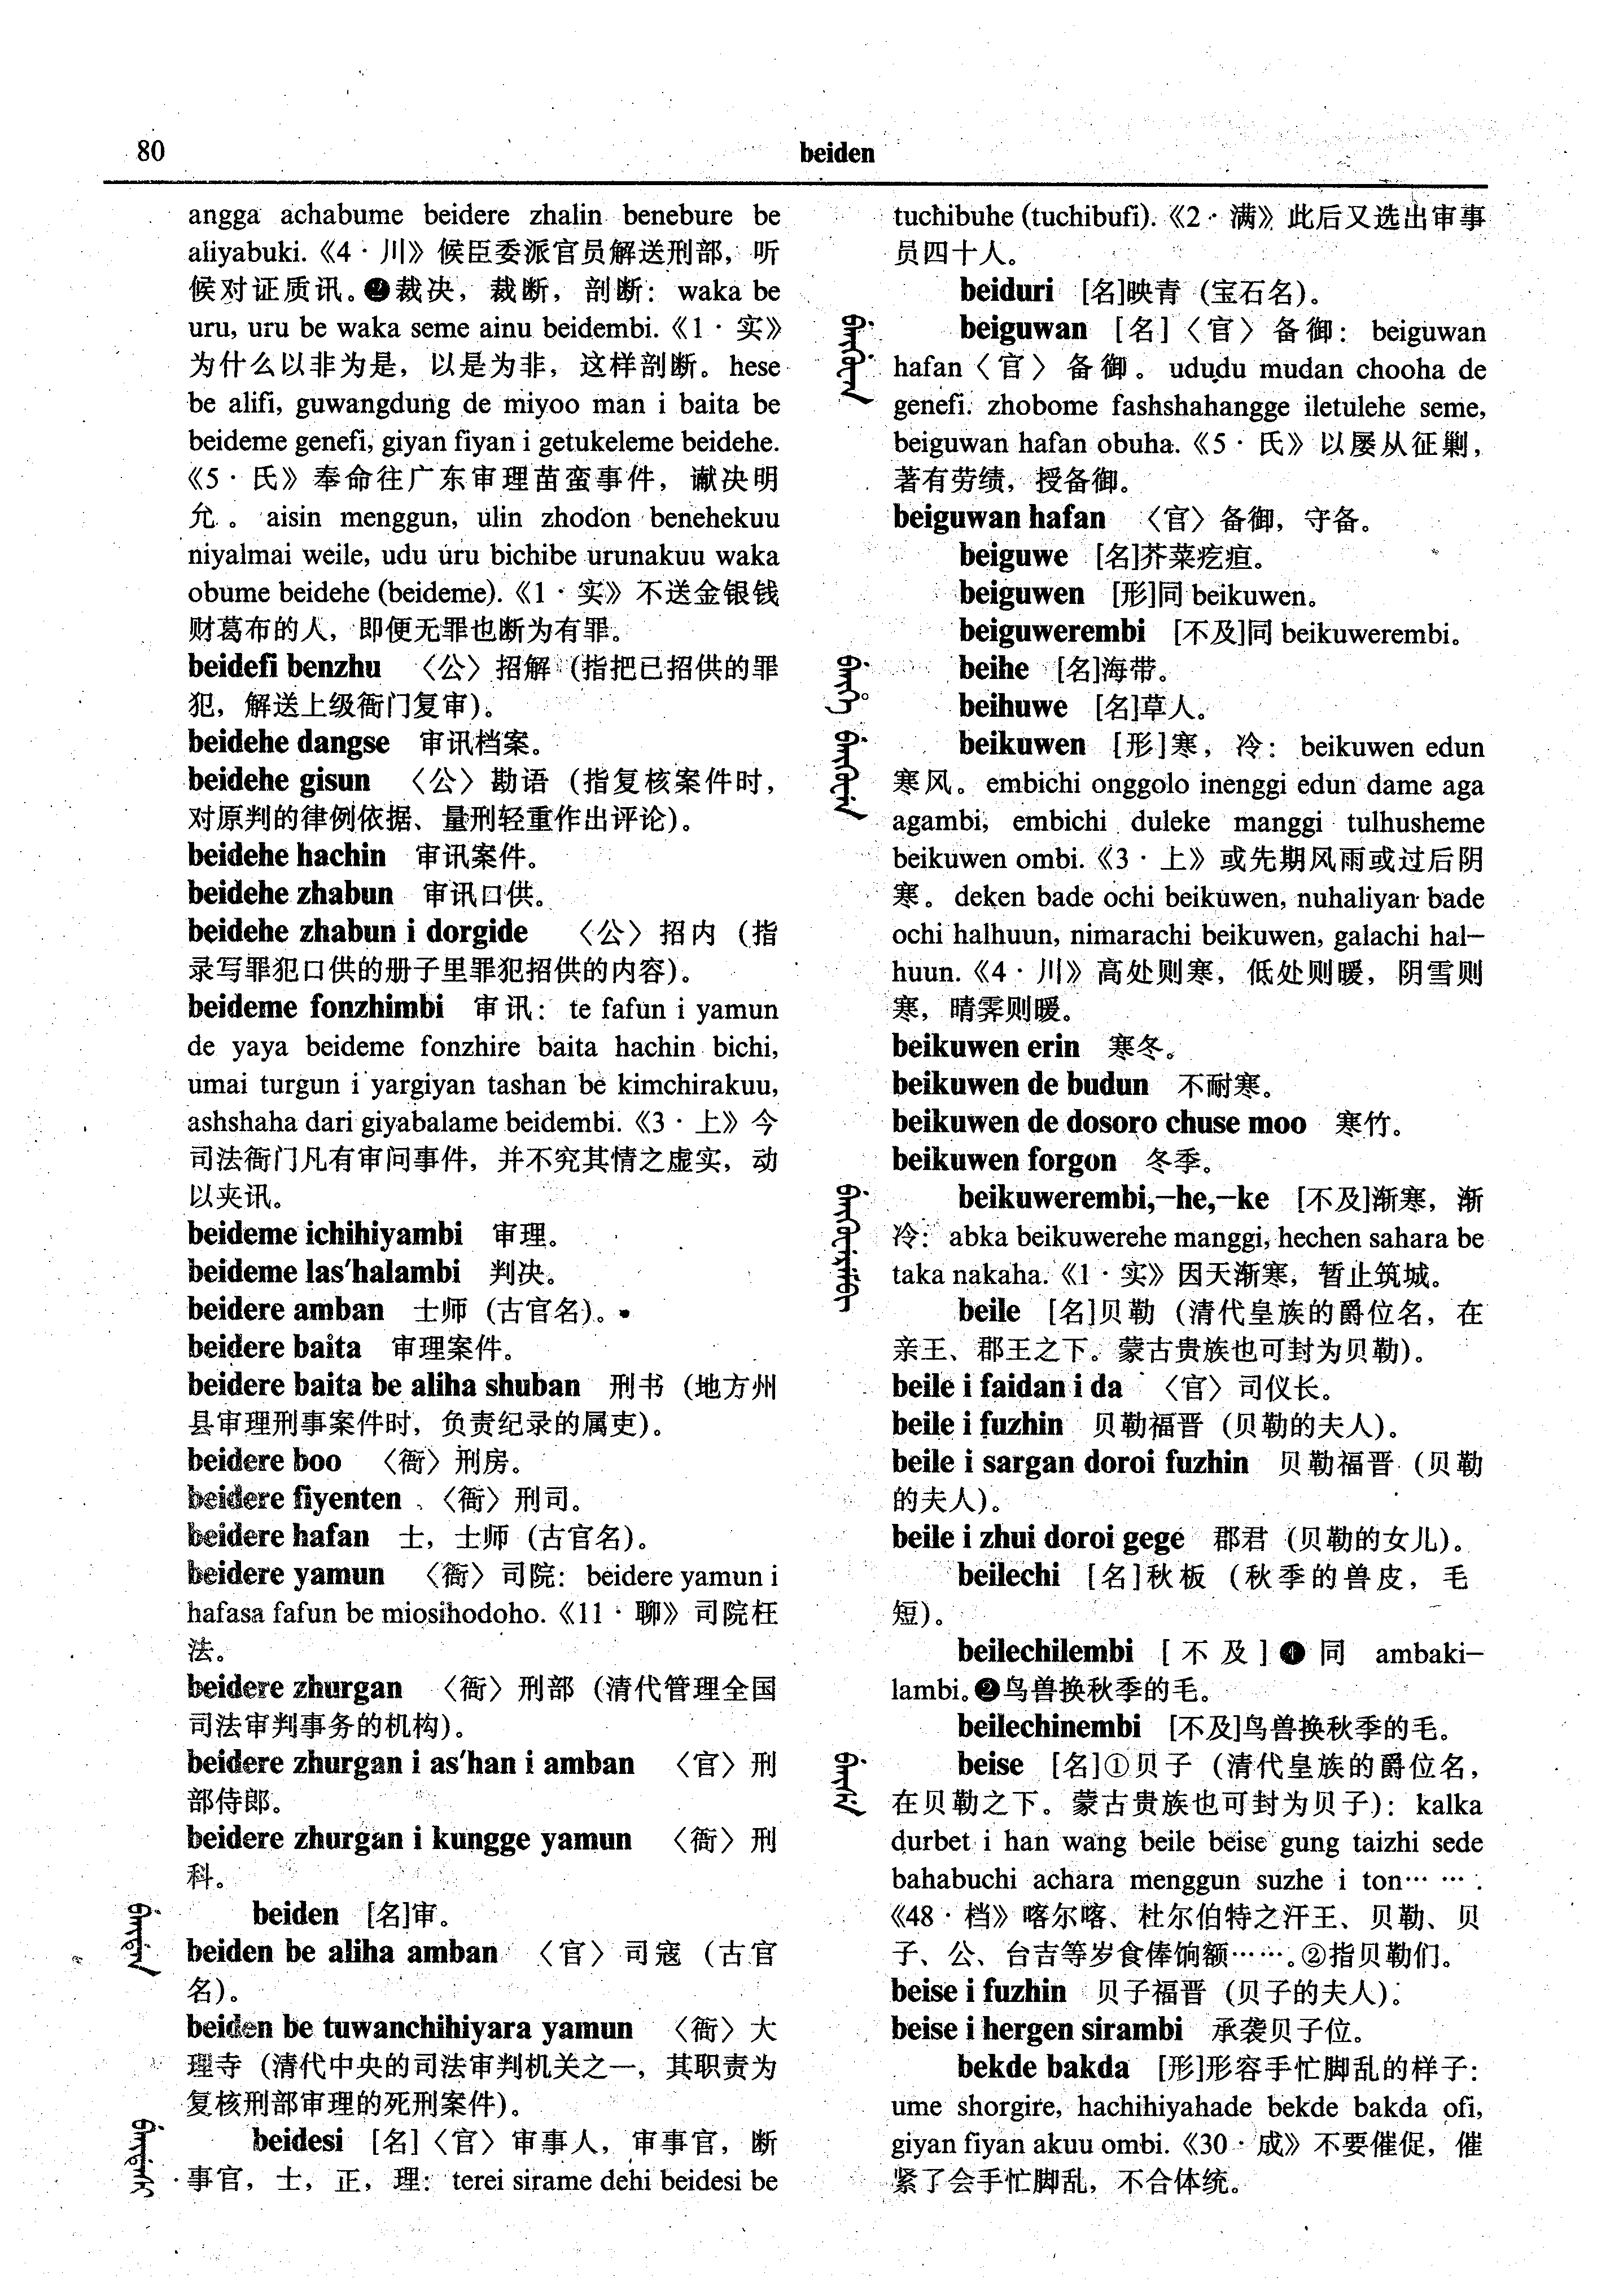 80
beiden
angga achabume beidere zhalin benebure be
aliyabuki.《4·川》候臣委派官员解送刑部，听
候对证质讯。❷裁决，裁断，剖断：waka be
uru, uru be waka seme ainu beidembi.《1·实》
为什么以非为是，以是为非，这样剖断。hese
be alifi, guwangdung de miyoo man i baita be
beideme genefi, giyan fiyan i getukeleme beidehe.
《5·氏》奉命往广东审理苗蛮事件，谳决明
允。aisin menggun, ulin zhodon benehekuu
niyalmai weile, udu uru bichibe urunakuu waka
obume beidehe (beideme).《1·实》不送金银钱
财葛布的人，即便无罪也断为有罪。
beidefi benzhu 〈公〉招解（指把已招供的罪
犯，解送上级衙门复审）。
beidehe dangse 审讯档案。
beidehe gisun 〈公〉勘语（指复核案件时，
对原判的律例依据、量刑轻重作出评论）。
beidehe hachin 审讯案件。
beidehe zhabun 审讯口供。
beidehe zhabun i dorgide 〈公〉招内（指
录写罪犯口供的册子里罪犯招供的内容）。
beideme fonzhimbi 审讯：te fafun i yamun
de yaya beideme fonzhire baita hachin bichi,
umai turgun i yargiyan tashan be kimchirakuu,
ashshaha dari giyabalame beidembi.《3·上》今
司法衙门凡有审问事件，并不究其情之虚实，动
以夹讯。
beideme ichihiyambi 审理。
beideme las'halambi 判决。
beidere amban 士师（古官名）。
beidere baita 审理案件。
beidere baita be aliha shuban 刑书（地方州
县审理刑事案件时，负责纪录的属吏）。
beidere boo 〈衙〉刑房。
beidere fiyenten 〈衙〉刑司。
beidere hafan 士，士师（古官名）。
beidere yamun 〈衙〉司院：beidere yamun i
hafasa fafun be miosihodoho.《11·聊》司院枉
法。
beidere zhurgan 〈衙〉刑部（清代管理全国
司法审判事务的机构）。
beidere zhurgan i as'han i amban 〈官〉刑
部侍郎。
beidere zhurgan i kungge yamun 〈衙〉刑
科。
ᠪᡝᡳᡩᡝᠨ beiden [名]审。
beiden be aliha amban 〈官〉司寇（古官
名）。
beiden be tuwanchihiyara yamun 〈衙〉大
理寺（清代中央的司法审判机关之一，其职责为
复核刑部审理的死刑案件）。
ᠪᡝᡳᡩᡝᠰᡳ beidesi [名]〈官〉审事人，审事官，断
事官，士，正，理：terei sirame dehi beidesi be
tuchibuhe (tuchibufi).《2·满》此后又选出审事
员四十人。
beiduri [名]映青（宝石名）。
ᠪᡝᡳᡤᡠᠸᠠᠨ beiguwan [名]〈官〉备御：beiguwan
hafan〈官〉备御。ududu mudan chooha de
genefi. zhobome fashshahangge iletulehe seme,
beiguwan hafan obuha.《5·氏》以屡从征剿，
著有劳绩，授备御。
beiguwan hafan 〈官〉备御，守备。
beiguwe [名]芥菜疙疸。
beiguwen [形]同 beikuwen。
beiguwerembi [不及]同 beikuwerembi。
ᠪᡝᡳᡥᡝ beihe [名]海带。
beihuwe [名]草人。
ᠪᡝᡳᡴᡠᠸᡝᠨ beikuwen [形]寒，冷：beikuwen edun
寒风。embichi onggolo inenggi edun dame aga
agambi, embichi duleke manggi tulhusheme
beikuwen ombi.《3·上》或先期风雨或过后阴
寒。deken bade ochi beikuwen, nuhaliyan bade
ochi halhuun, nimarachi beikuwen, galachi hal–
huun.《4·川》高处则寒，低处则暖，阴雪则
寒，晴霁则暖。
beikuwen erin 寒冬。
beikuwen de budun 不耐寒。
beikuwen de dosoro chuse moo 寒竹。
beikuwen forgon 冬季。
ᠪᡝᡳᡴᡠᠸᡝᡵᡝᠮᠪᡳ beikuwerembi,–he,–ke [不及]渐寒，渐
冷：abka beikuwerehe manggi, hechen sahara be
taka nakaha.《1·实》因天渐寒，暂止筑城。
beile [名]贝勒（清代皇族的爵位名，在
亲王、郡王之下。蒙古贵族也可封为贝勒）。
beile i faidan i da 〈官〉司仪长。
beile i fuzhin 贝勒福晋（贝勒的夫人）。
beile i sargan doroi fuzhin 贝勒福晋（贝勒
的夫人）。
beile i zhui doroi gege 郡君（贝勒的女儿）。
beilechi [名]秋板（秋季的兽皮，毛
短）。
beilechilembi [不及]❶同 ambaki–
lambi。❷鸟兽换秋季的毛。
beilechinembi [不及]鸟兽换秋季的毛。
ᠪᡝᡳᠰᡝ beise [名]①贝子（清代皇族的爵位名，
在贝勒之下。蒙古贵族也可封为贝子）：kalka
durbet i han wang beile beise gung taizhi sede
bahabuchi achara menggun suzhe i ton… ….
《48·档》喀尔喀、杜尔伯特之汗王、贝勒、贝
子、公、台吉等岁食俸饷额……。②指贝勒们。
beise i fuzhin 贝子福晋（贝子的夫人）。
beise i hergen sirambi 承袭贝子位。
bekde bakda [形]形容手忙脚乱的样子：
ume shorgire, hachihiyahade bekde bakda ofi,
giyan fiyan akuu ombi.《30·成》不要催促，催
紧了会手忙脚乱，不合体统。